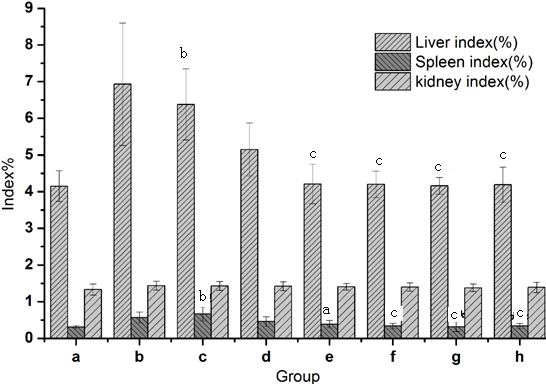 9
8
7
6
5
4
3
2
1
0
Index%
Liver index(%)
Spleen index(%)
kidney index(%)
b
c c c c
b a c c c
a b c d e f g h
Group